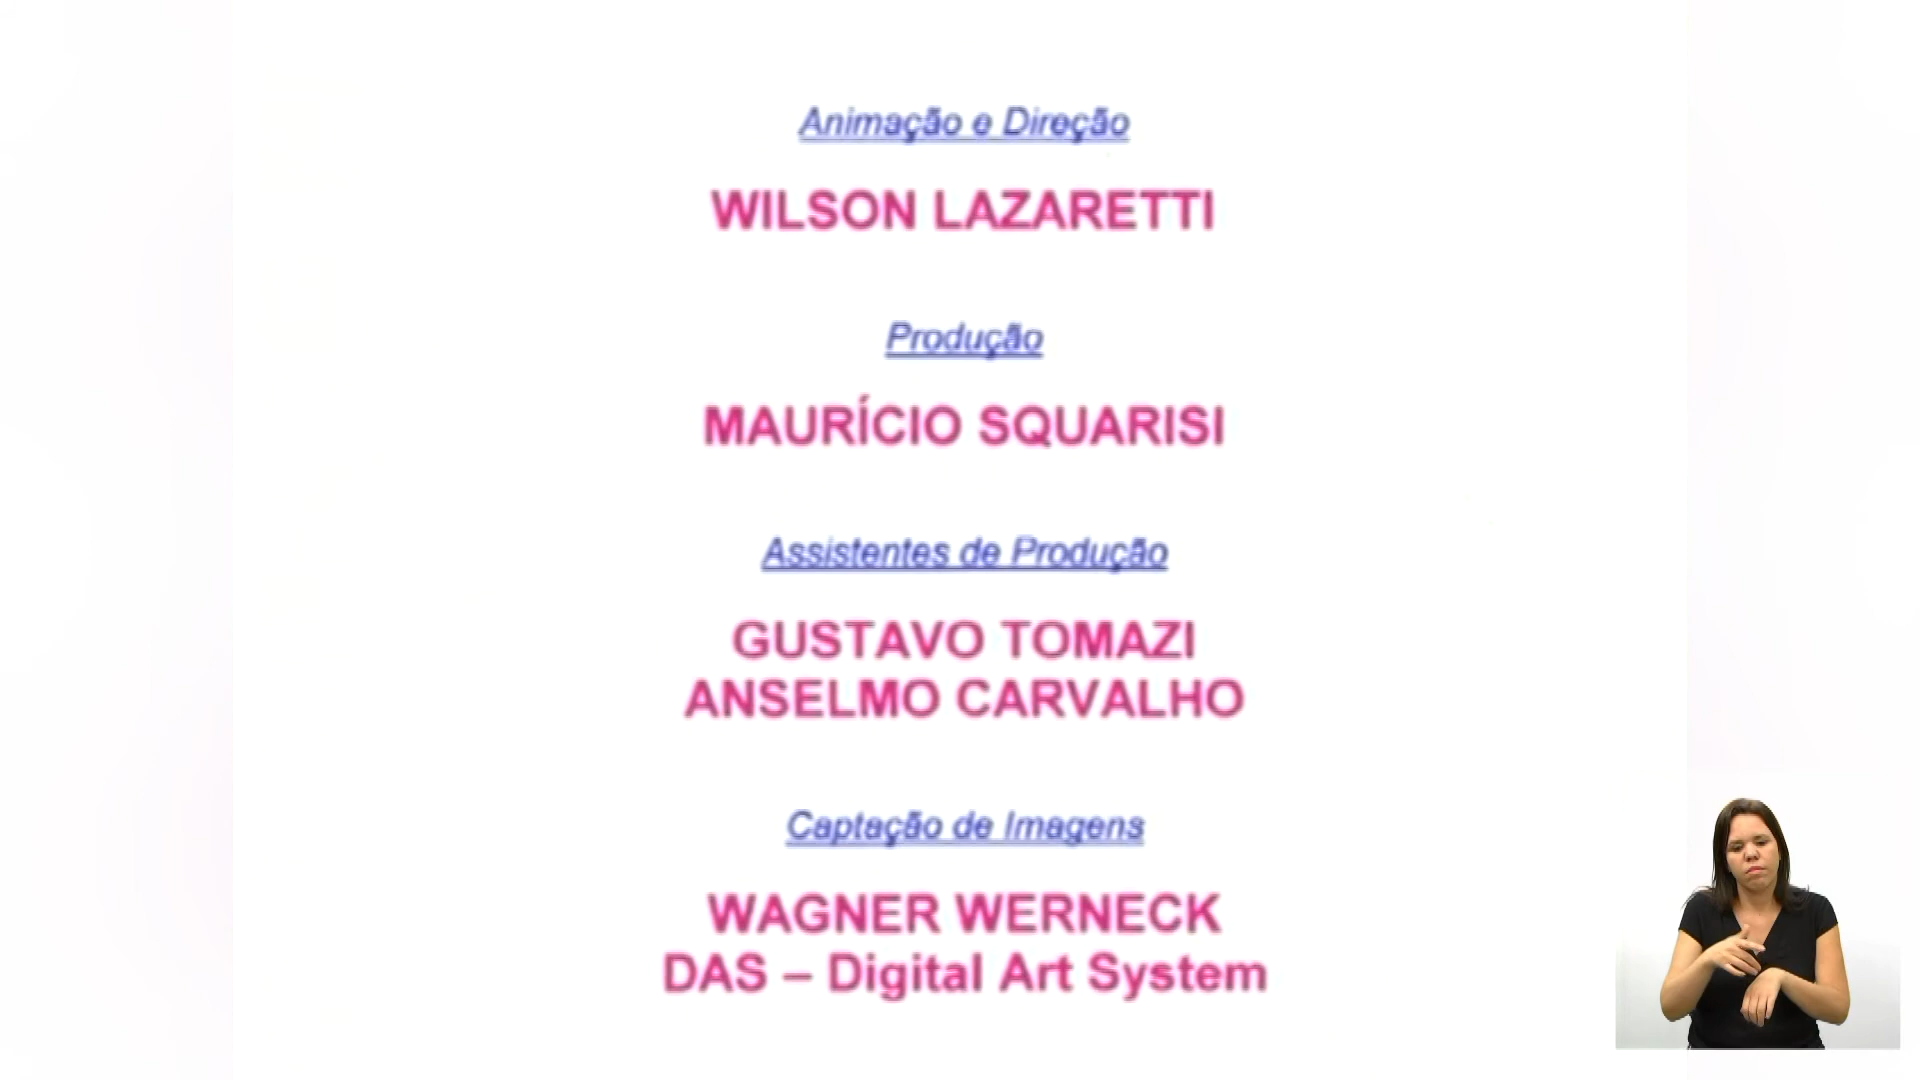 Animação e Direção
WILSON LAZARETTI
Produção
MAURÍCIO SQUARISI
Assistentes de Produção
GUSTAVO TOMAZI
ANSELMO CARVALHO
Captação de Imagens
WAGNER WERNECK
DAS – Digital Art System